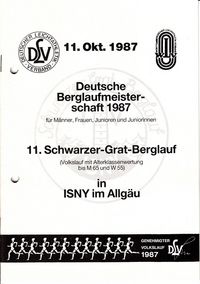 DEUTSCHER LEICHTATHLETIK
VERBAND
DLV
11. Okt. 1987
Deutsche
Berglaufmeister-
schaft 1987
für Männer, Frauen, Junioren und Juniorinnen
11. Schwarzer-Grat-Berglauf
(Volkslauf mit Altersklassenwertung
bis M 65 und W 55)
in
ISNY im Allgäu
GENEHMIGTER
VOLKSLAUF
1987
DLV